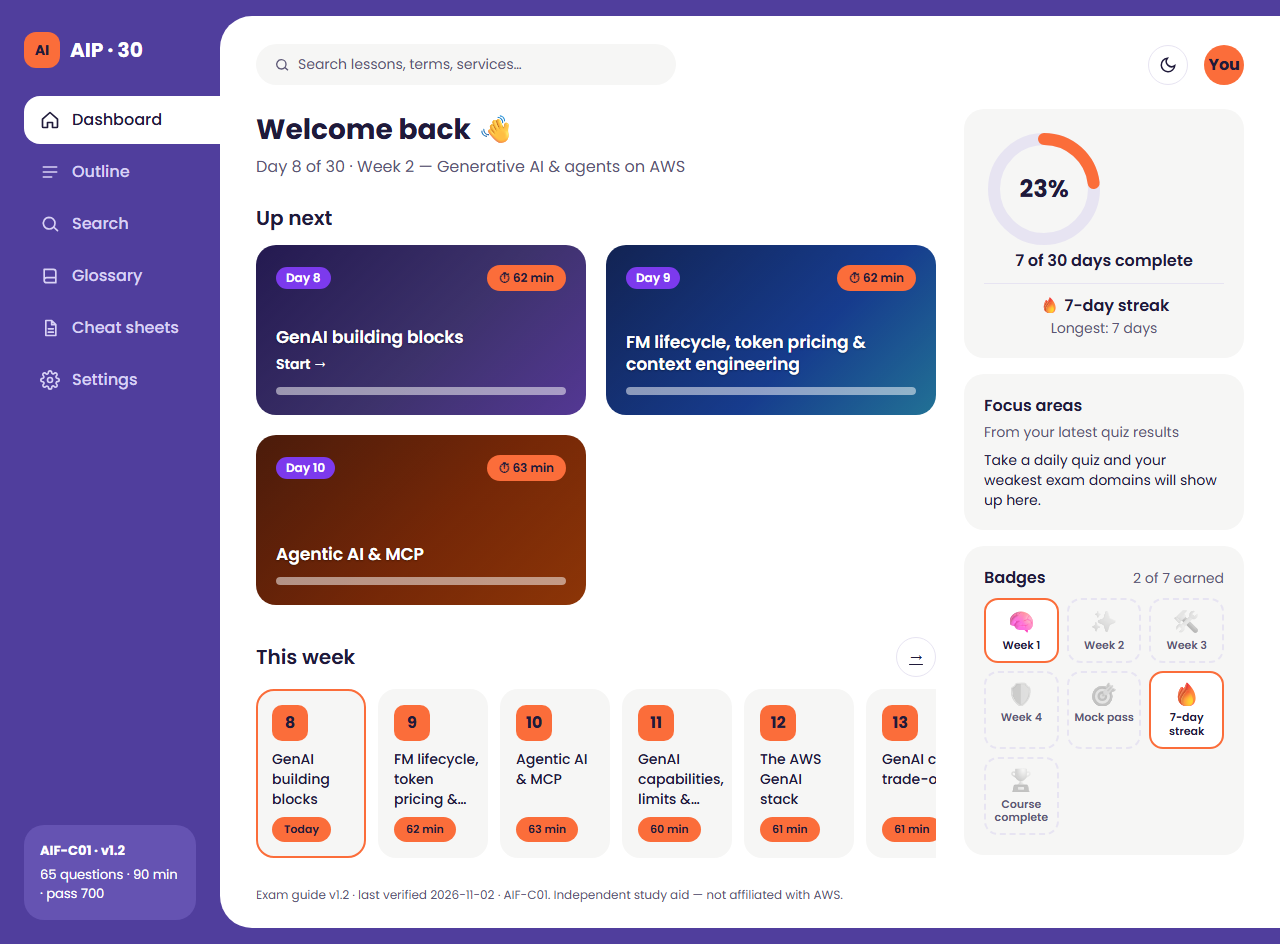 AI AIP · 30
Dashboard
Outline
Search
Glossary
Cheat sheets
Settings
AIF-C01 · v1.2
65 questions · 90 min
· pass 700
Search lessons, terms, services…
You
Welcome back 👋
Day 8 of 30 · Week 2 — Generative AI & agents on AWS
Up next
Day 8
⏱ 62 min
GenAI building blocks
Start →
Day 9
⏱ 62 min
FM lifecycle, token pricing &
context engineering
Day 10
⏱ 63 min
Agentic AI & MCP
This week
→
8
GenAI
building
blocks
Today
9
FM lifecycle,
token
pricing &…
62 min
10
Agentic AI
& MCP
63 min
11
GenAI
capabilities,
limits &…
60 min
12
The AWS
GenAI
stack
61 min
13
GenAI c
trade-o
61 min
Exam guide v1.2 · last verified 2026-11-02 · AIF-C01. Independent study aid — not affiliated with AWS.
23%
7 of 30 days complete
🔥 7-day streak
Longest: 7 days
Focus areas
From your latest quiz results
Take a daily quiz and your
weakest exam domains will show
up here.
Badges
2 of 7 earned
Week 1
Week 2
Week 3
Week 4
Mock pass
7-day
streak
Course
complete